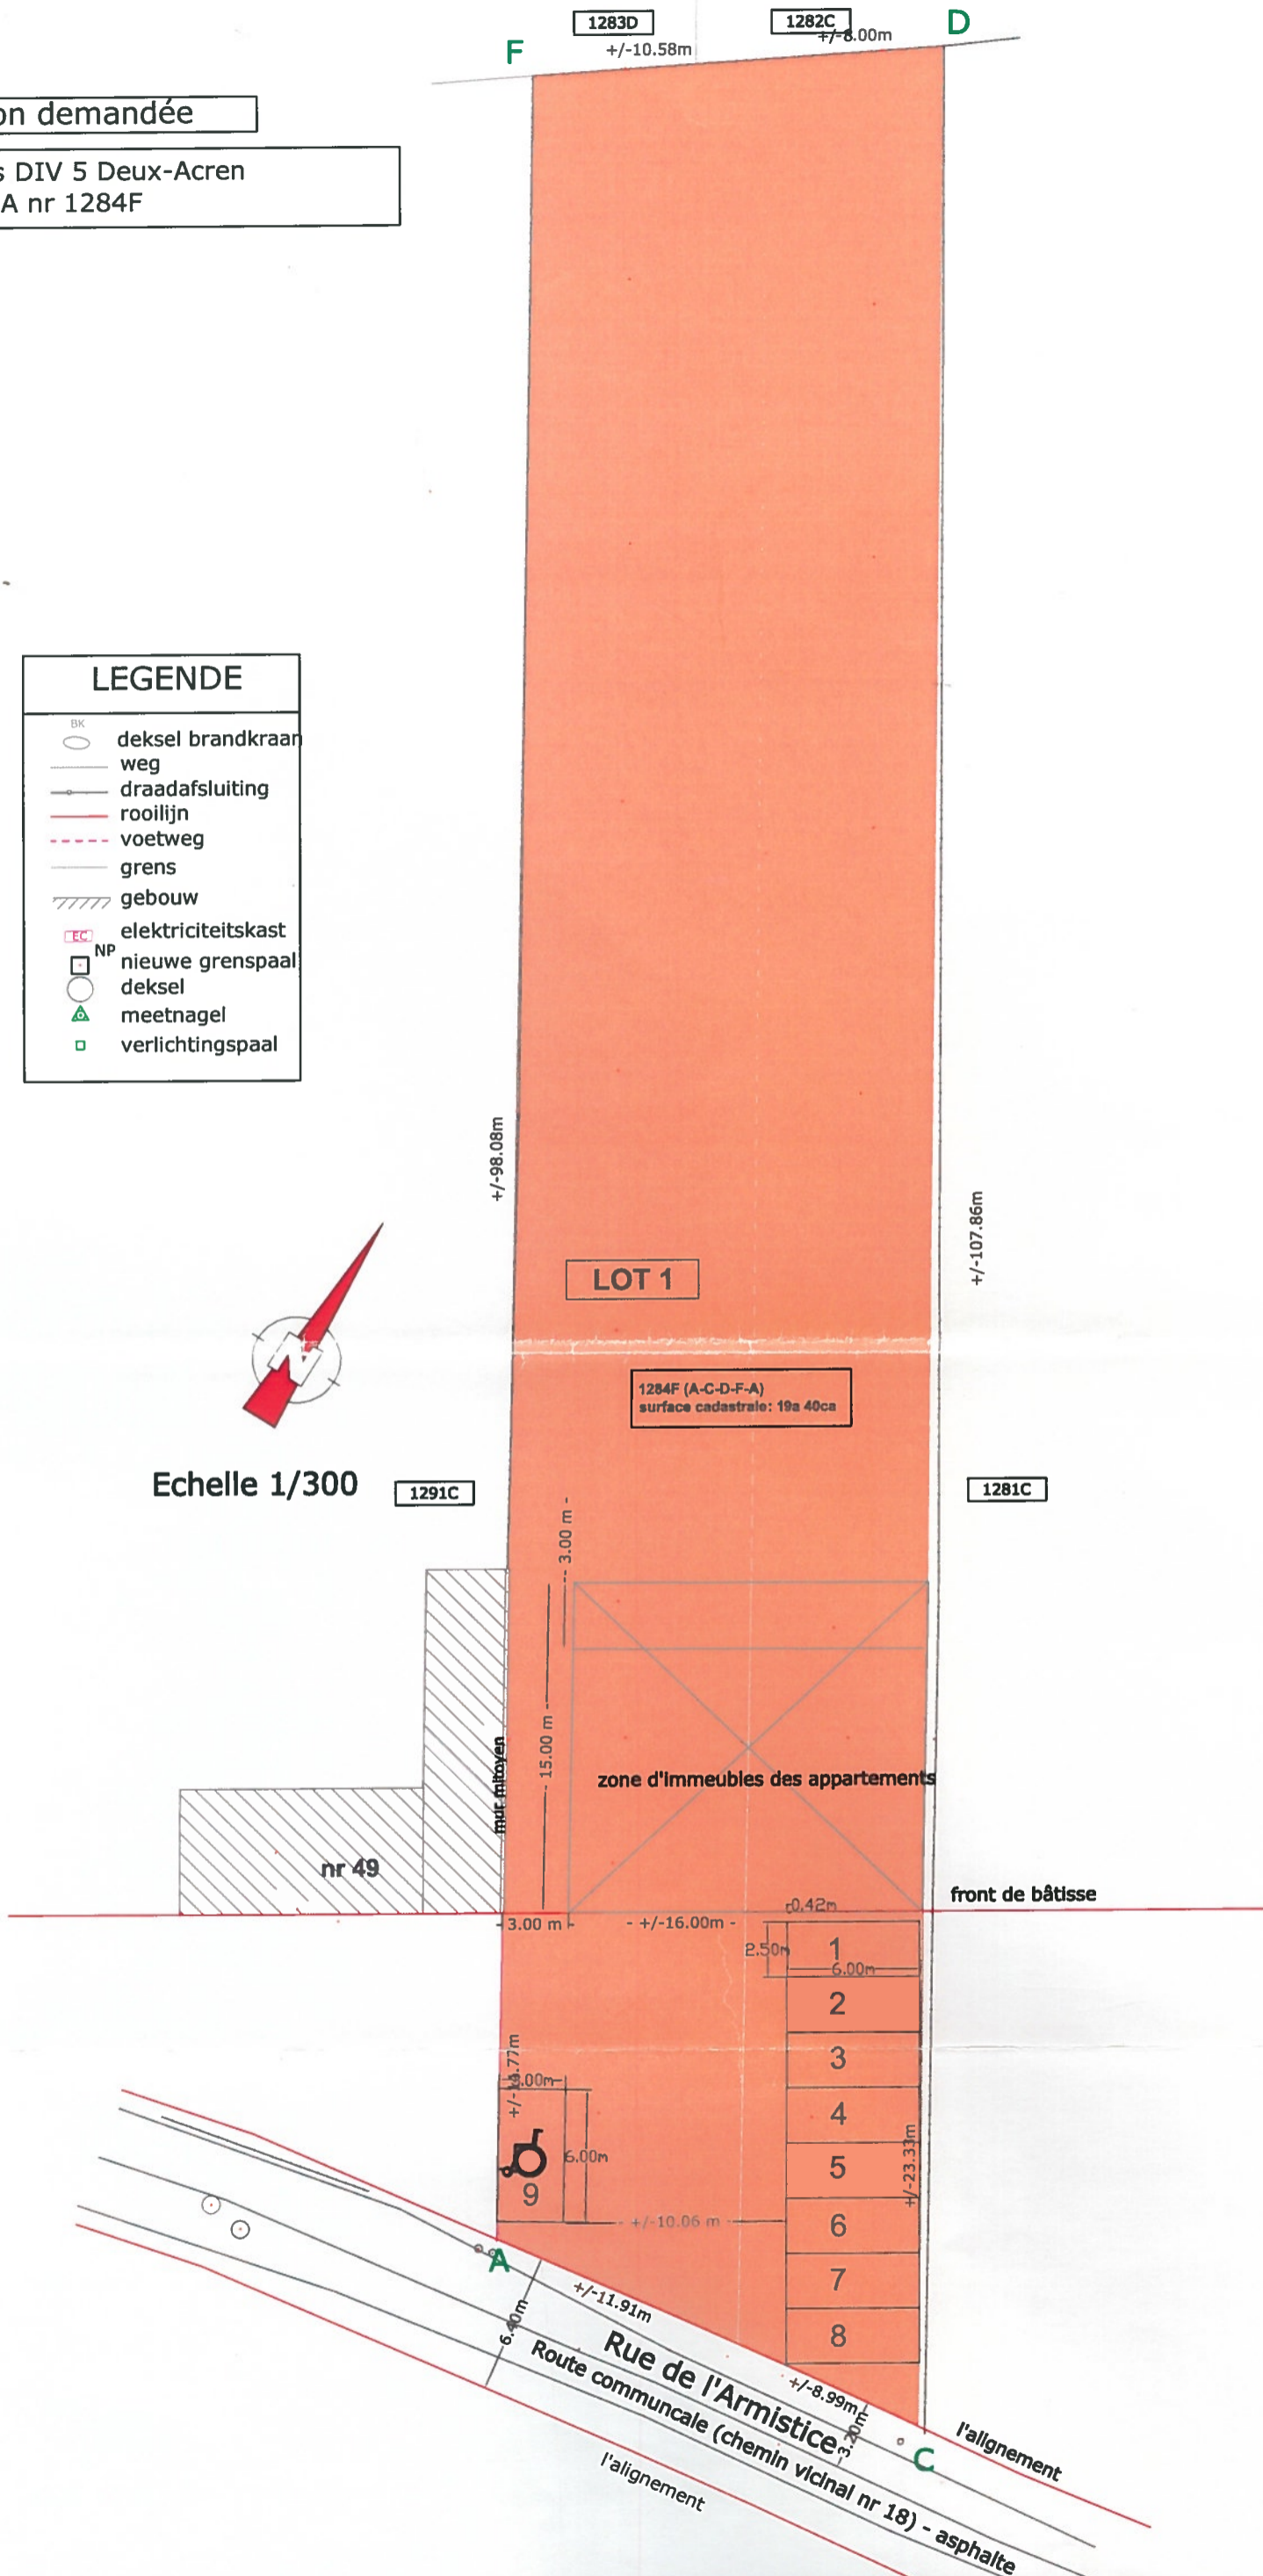 1283D
1282C
D
F
+/-10.58m
+/-8.00m
on demandée
s DIV 5 Deux-Acren
A nr 1284F
LEGENDE
BK
deksel brandkraan
weg
draadafsluiting
rooilijn
voetweg
grens
gebouw
EC
elektriciteitskast
NP
nieuwe grenspaal
deksel
meetnagel
verlichtingspaal
+/-98.08m
+/-107.86m
LOT 1
1284F (A-C-D-F-A)
surface cadastrale: 19a 40ca
Echelle 1/300
1291C
1281C
3.00 m
15.00 m
mur mitoyen
zone d'immeubles des appartements
nr 49
front de bâtisse
0.42m
3.00 m
+/-16.00m
2.50m
1
6.00m
2
3
4
5
6
7
8
+/-23.33m
.00m
6.00m
9
+/-10.06 m
A
+/-11.91m
6.40m
Rue de l'Armistice
+/-8.99m
3.20m
C
Route communcale (chemin vicinal nr 18) - asphalte
l'alignement
l'alignement